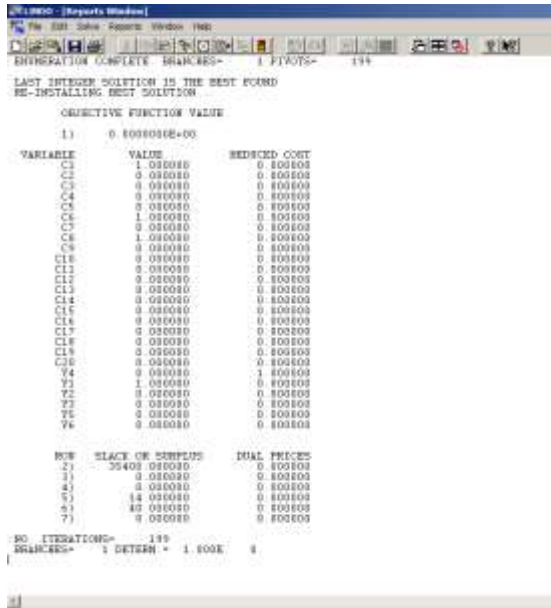 LINDO - [Reports Window]
File Edit Solve Reports Window Help
ENUMERATION COMPLETE. BRANCHES= 1 PIVOTS= 199
LAST INTEGER SOLUTION IS THE BEST FOUND
RE-INSTALLING BEST SOLUTION
OBJECTIVE FUNCTION VALUE
1) 0.0000000E+00
VARIABLE VALUE REDUCED COST
C1 1.000000 0.000000
C2 0.000000 0.000000
C3 0.000000 0.000000
C4 0.000000 0.000000
C5 0.000000 0.000000
C6 1.000000 0.000000
C7 0.000000 0.000000
C8 1.000000 0.000000
C9 0.000000 0.000000
C10 0.000000 0.000000
C11 0.000000 0.000000
C12 0.000000 0.000000
C13 0.000000 0.000000
C14 0.000000 0.000000
C15 0.000000 0.000000
C16 0.000000 0.000000
C17 0.000000 0.000000
C18 0.000000 0.000000
C19 0.000000 0.000000
C20 0.000000 0.000000
Y4 0.000000 1.000000
Y1 1.000000 0.000000
Y2 0.000000 0.000000
Y3 0.000000 0.000000
Y5 0.000000 0.000000
Y6 0.000000 0.000000
ROW SLACK OR SURPLUS DUAL PRICES
2) 35400.000000 0.000000
3) 0.000000 0.000000
4) 0.000000 0.000000
5) 14.000000 0.000000
6) 40.000000 0.000000
7) 0.000000 0.000000
NO. ITERATIONS= 199
BRANCHES= 1 DETERM.= 1.000E 0